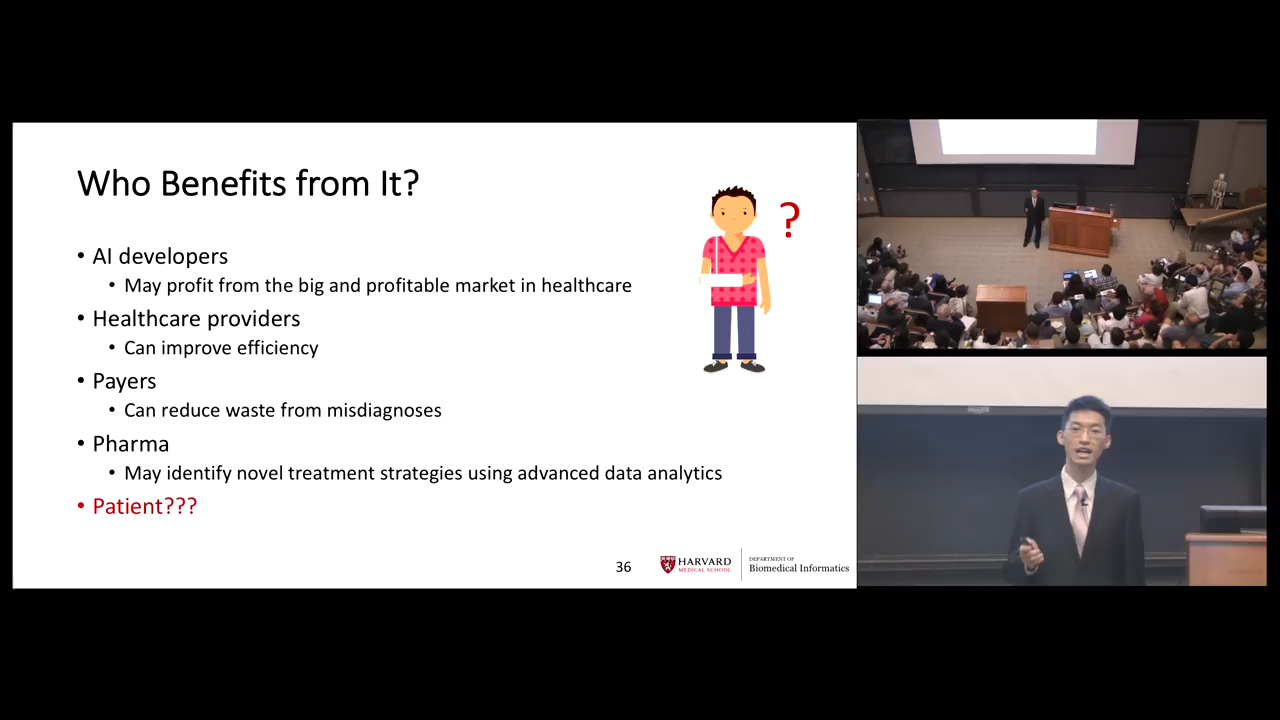 Who Benefits from It?
?
• AI developers
• May profit from the big and profitable market in healthcare
• Healthcare providers
• Can improve efficiency
• Payers
• Can reduce waste from misdiagnoses
• Pharma
• May identify novel treatment strategies using advanced data analytics
• Patient???
36
HARVARD
MEDICAL SCHOOL
DEPARTMENT OF
Biomedical Informatics